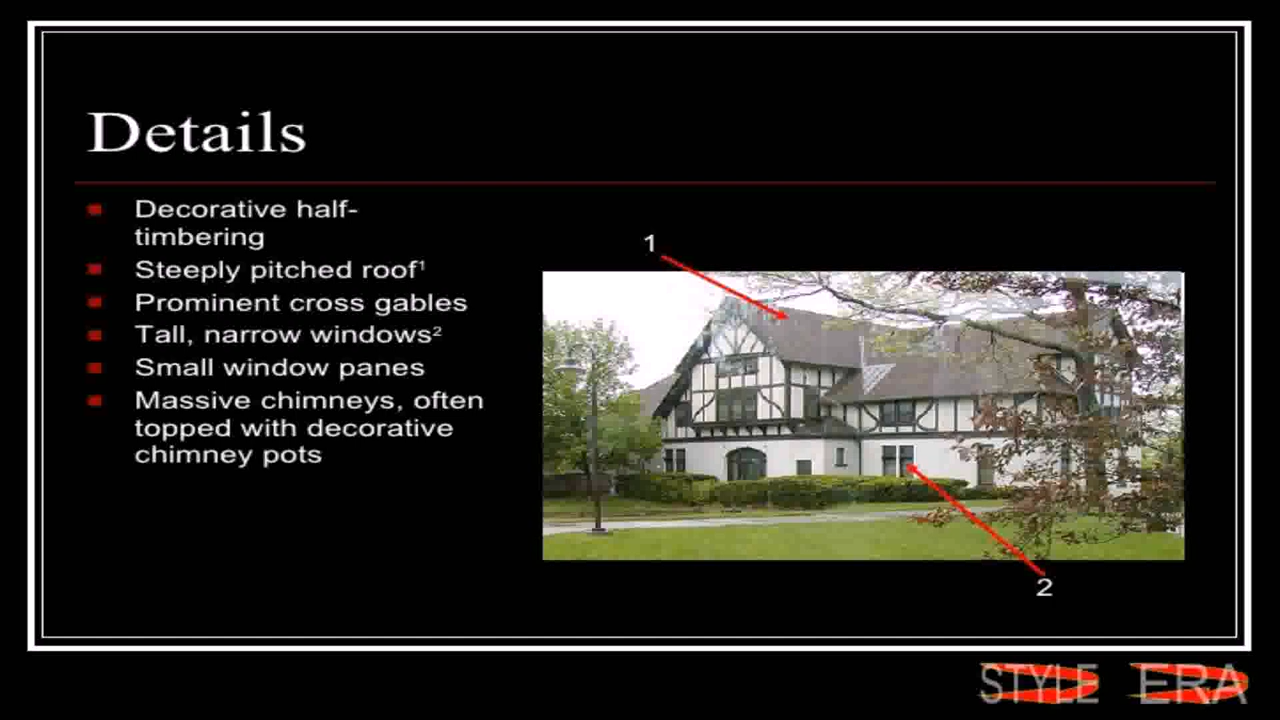 Details
Decorative half-
timbering
Steeply pitched roof¹
Prominent cross gables
Tall, narrow windows²
Small window panes
Massive chimneys, often
topped with decorative
chimney pots
1
2
STYLE ERA